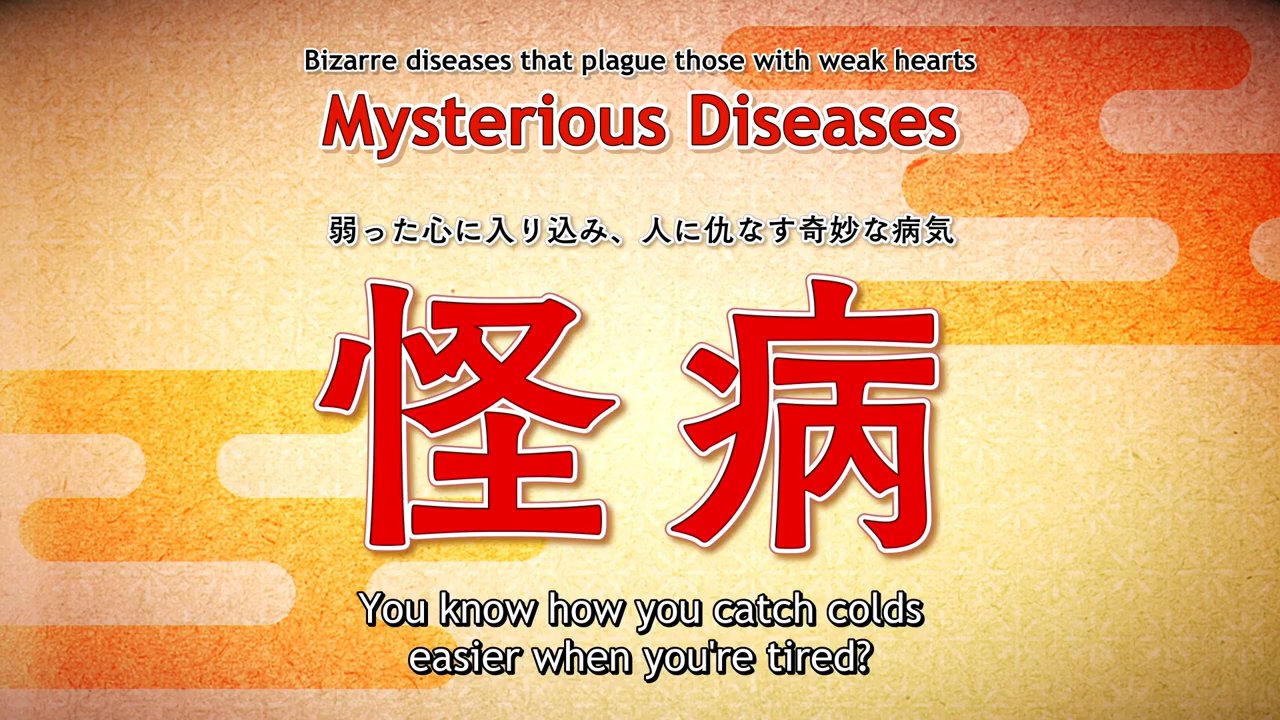 Bizarre diseases that plague those with weak hearts
Mysterious Diseases
弱った心に入り込み、人に仇なす奇妙な病気
怪病
You know how you catch colds
easier when you're tired?